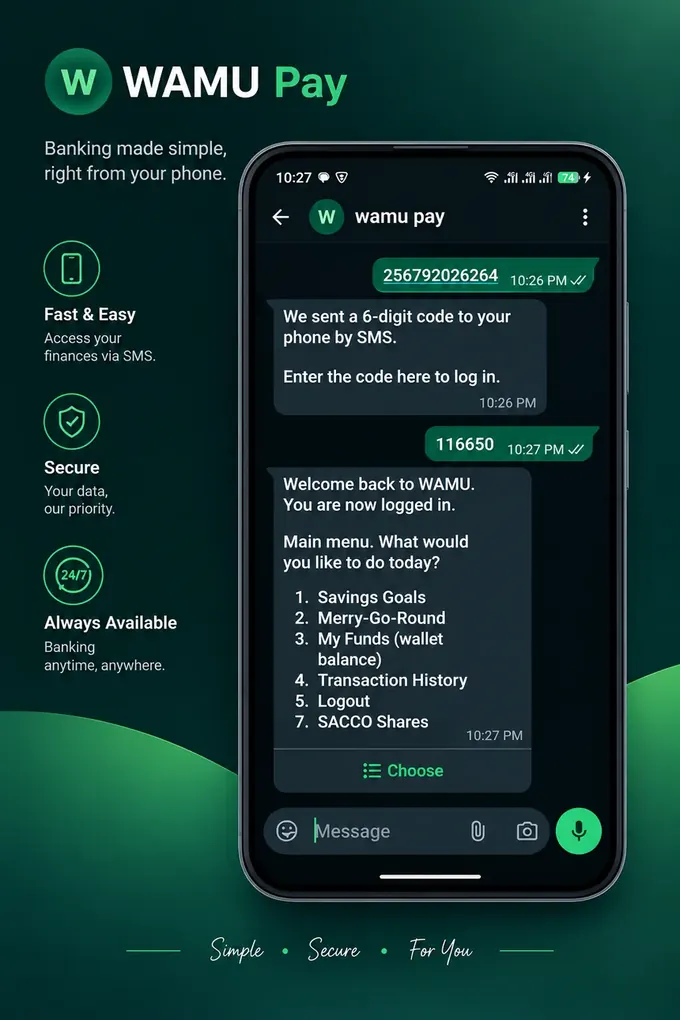 W WAMU Pay
Banking made simple,
right from your phone.
Fast & Easy
Access your
finances via SMS.
Secure
Your data,
our priority.
24/7
Always Available
Banking
anytime, anywhere.
10:27
4G 4G 4G 74
W wamu pay
256792026264 10:26 PM
We sent a 6-digit code to your
phone by SMS.
Enter the code here to log in.
10:26 PM
116650 10:27 PM
Welcome back to WAMU.
You are now logged in.
Main menu. What would
you like to do today?
1. Savings Goals
2. Merry-Go-Round
3. My Funds (wallet
balance)
4. Transaction History
5. Logout
7. SACCO Shares
10:27 PM
Choose
Message
Simple • Secure • For You